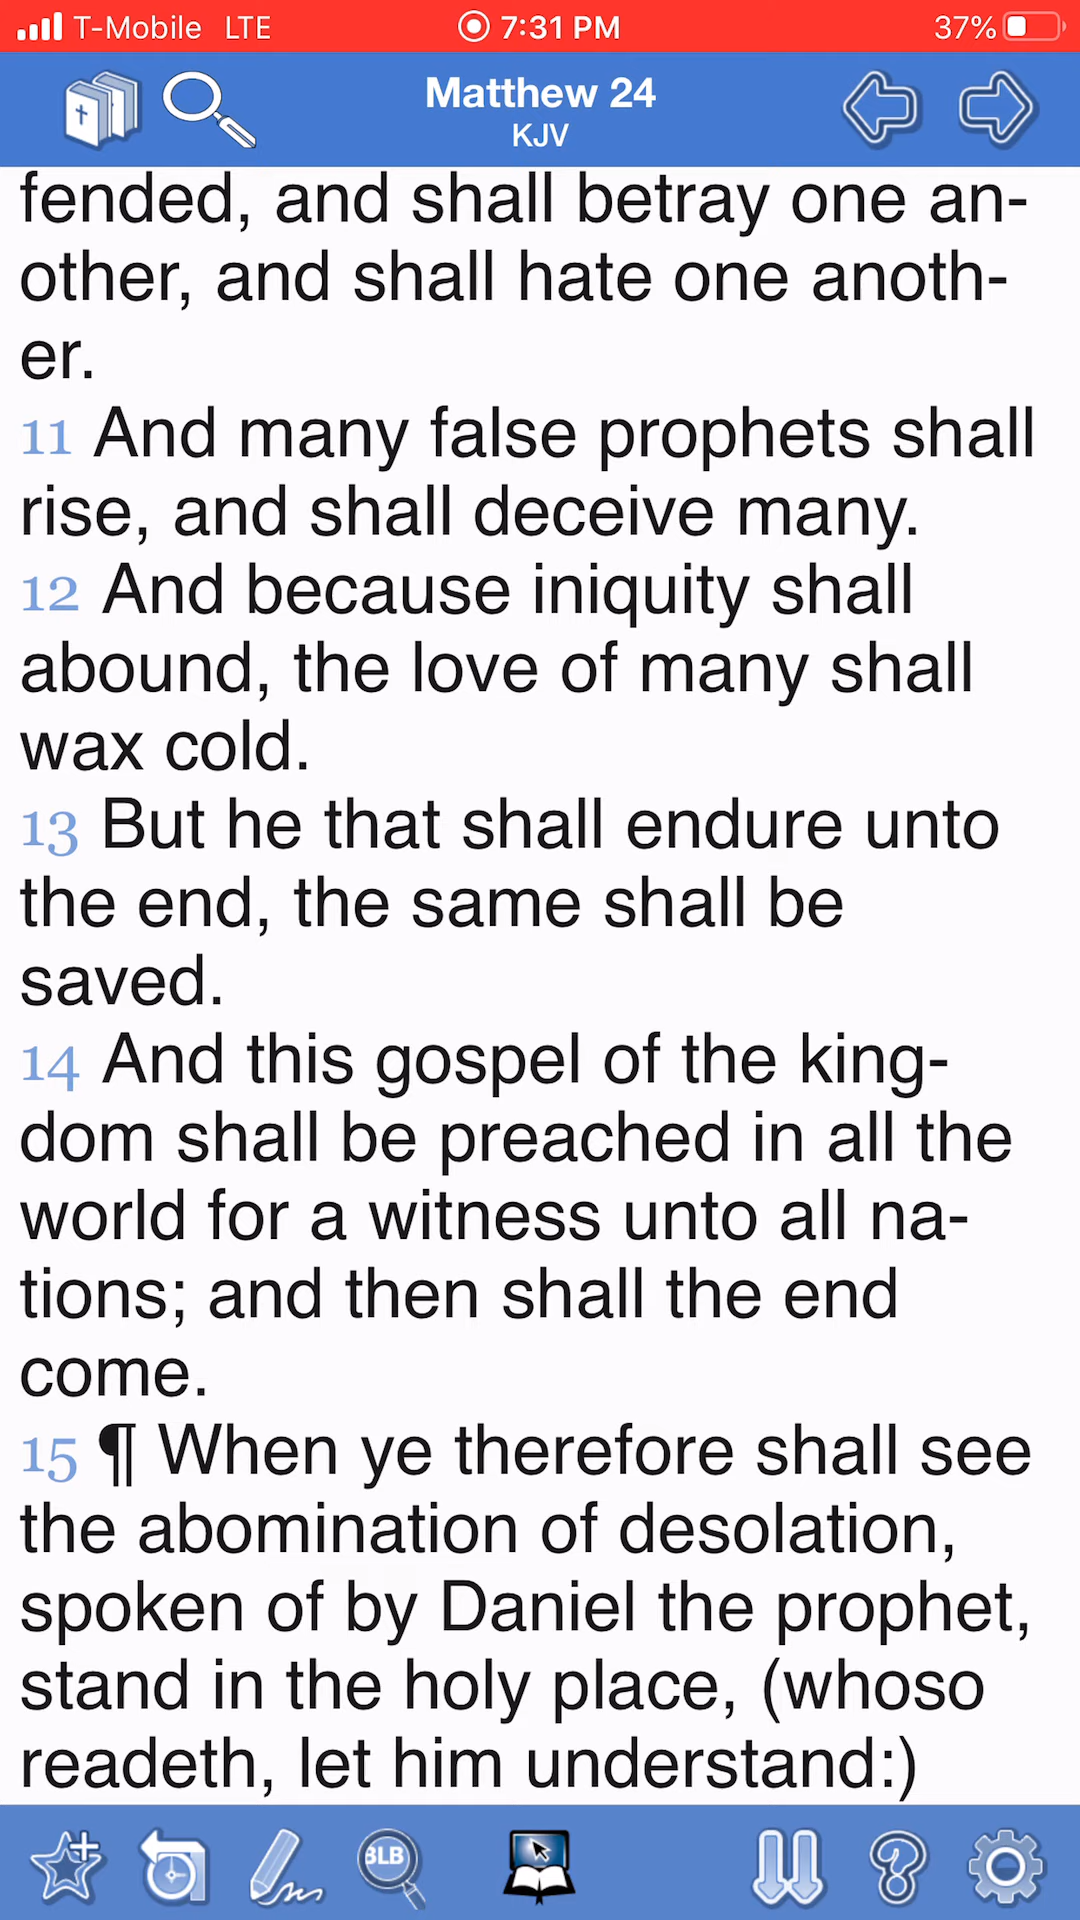 T-Mobile LTE 7:31 PM 37%
Matthew 24
KJV
fended, and shall betray one an-
other, and shall hate one anoth-
er.
11 And many false prophets shall
rise, and shall deceive many.
12 And because iniquity shall
abound, the love of many shall
wax cold.
13 But he that shall endure unto
the end, the same shall be
saved.
14 And this gospel of the king-
dom shall be preached in all the
world for a witness unto all na-
tions; and then shall the end
come.
15 ¶ When ye therefore shall see
the abomination of desolation,
spoken of by Daniel the prophet,
stand in the holy place, (whoso
readeth, let him understand:)
BLB